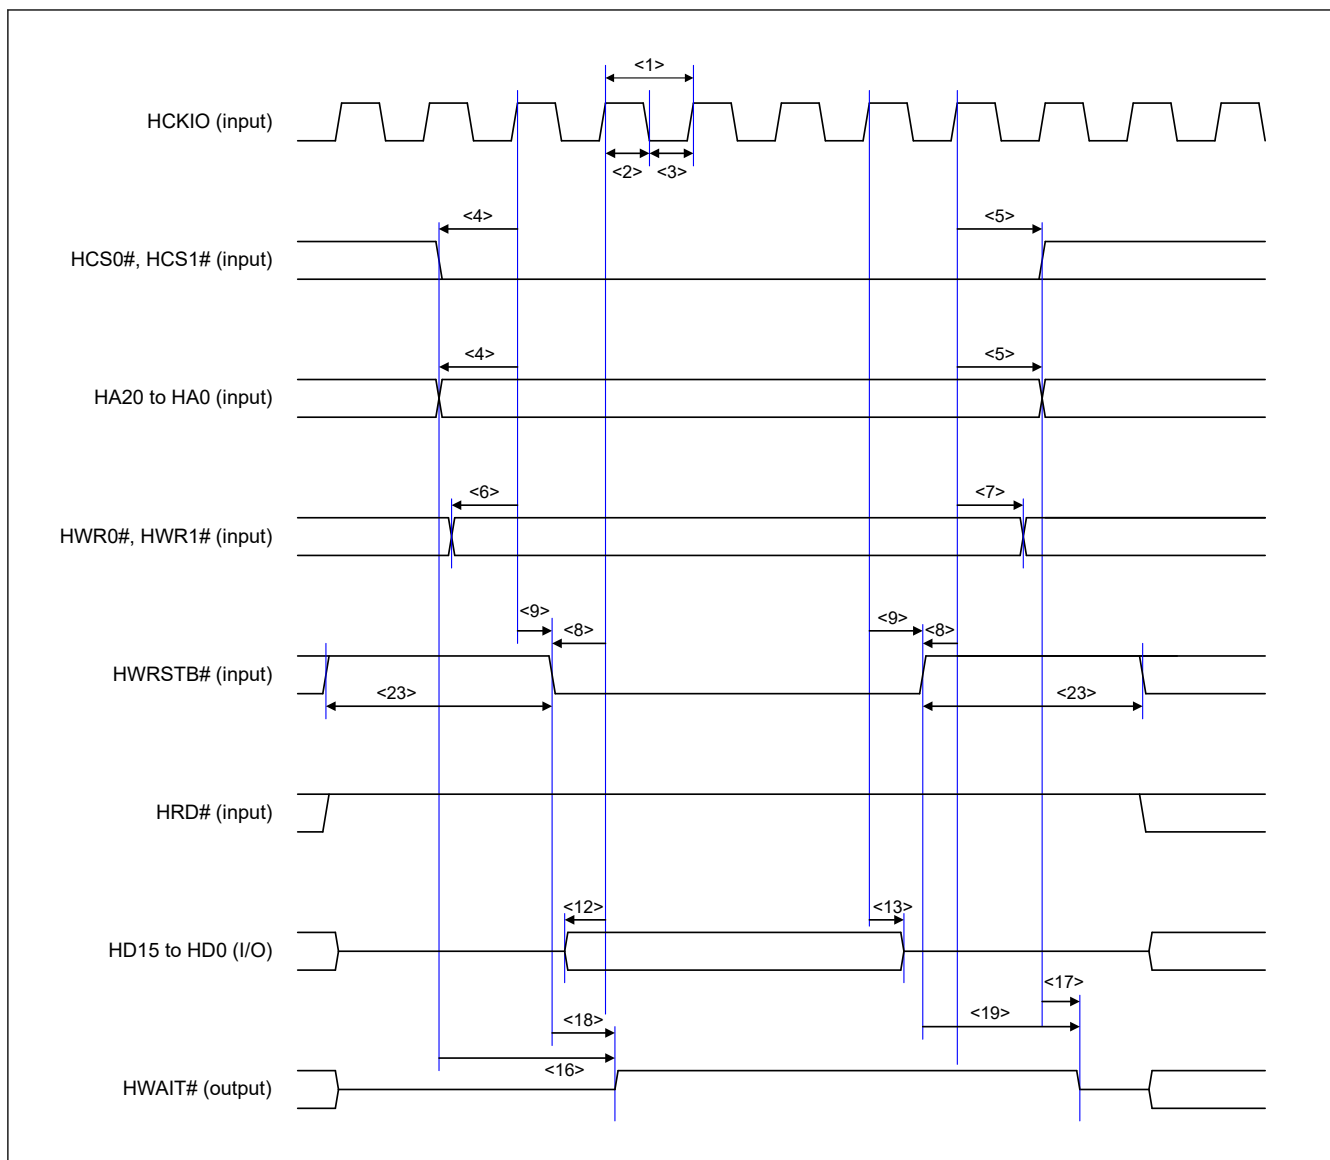 <1>
HCKIO (input)
<2> <3>
<4> <5>
HCS0#, HCS1# (input)
<4> <5>
HA20 to HA0 (input)
<6> <7>
HWR0#, HWR1# (input)
<9> <8> <9> <8>
HWRSTB# (input)
<23> <23>
HRD# (input)
<12> <13>
HD15 to HD0 (I/O)
<17>
<18> <19>
<16>
HWAIT# (output)